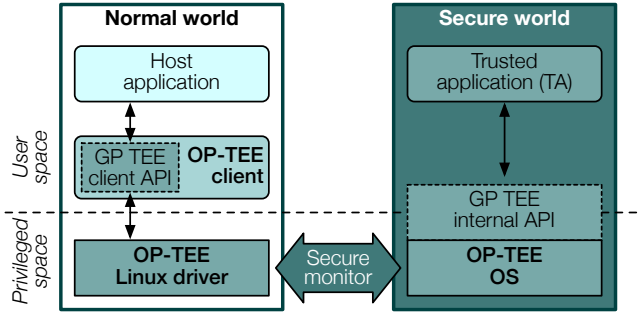 Normal world
Secure world
Host
application
Trusted
application (TA)
User
space
GP TEE
client API
OP-TEE
client
GP TEE
internal API
Privileged
space
OP-TEE
Linux driver
Secure
monitor
OP-TEE
OS